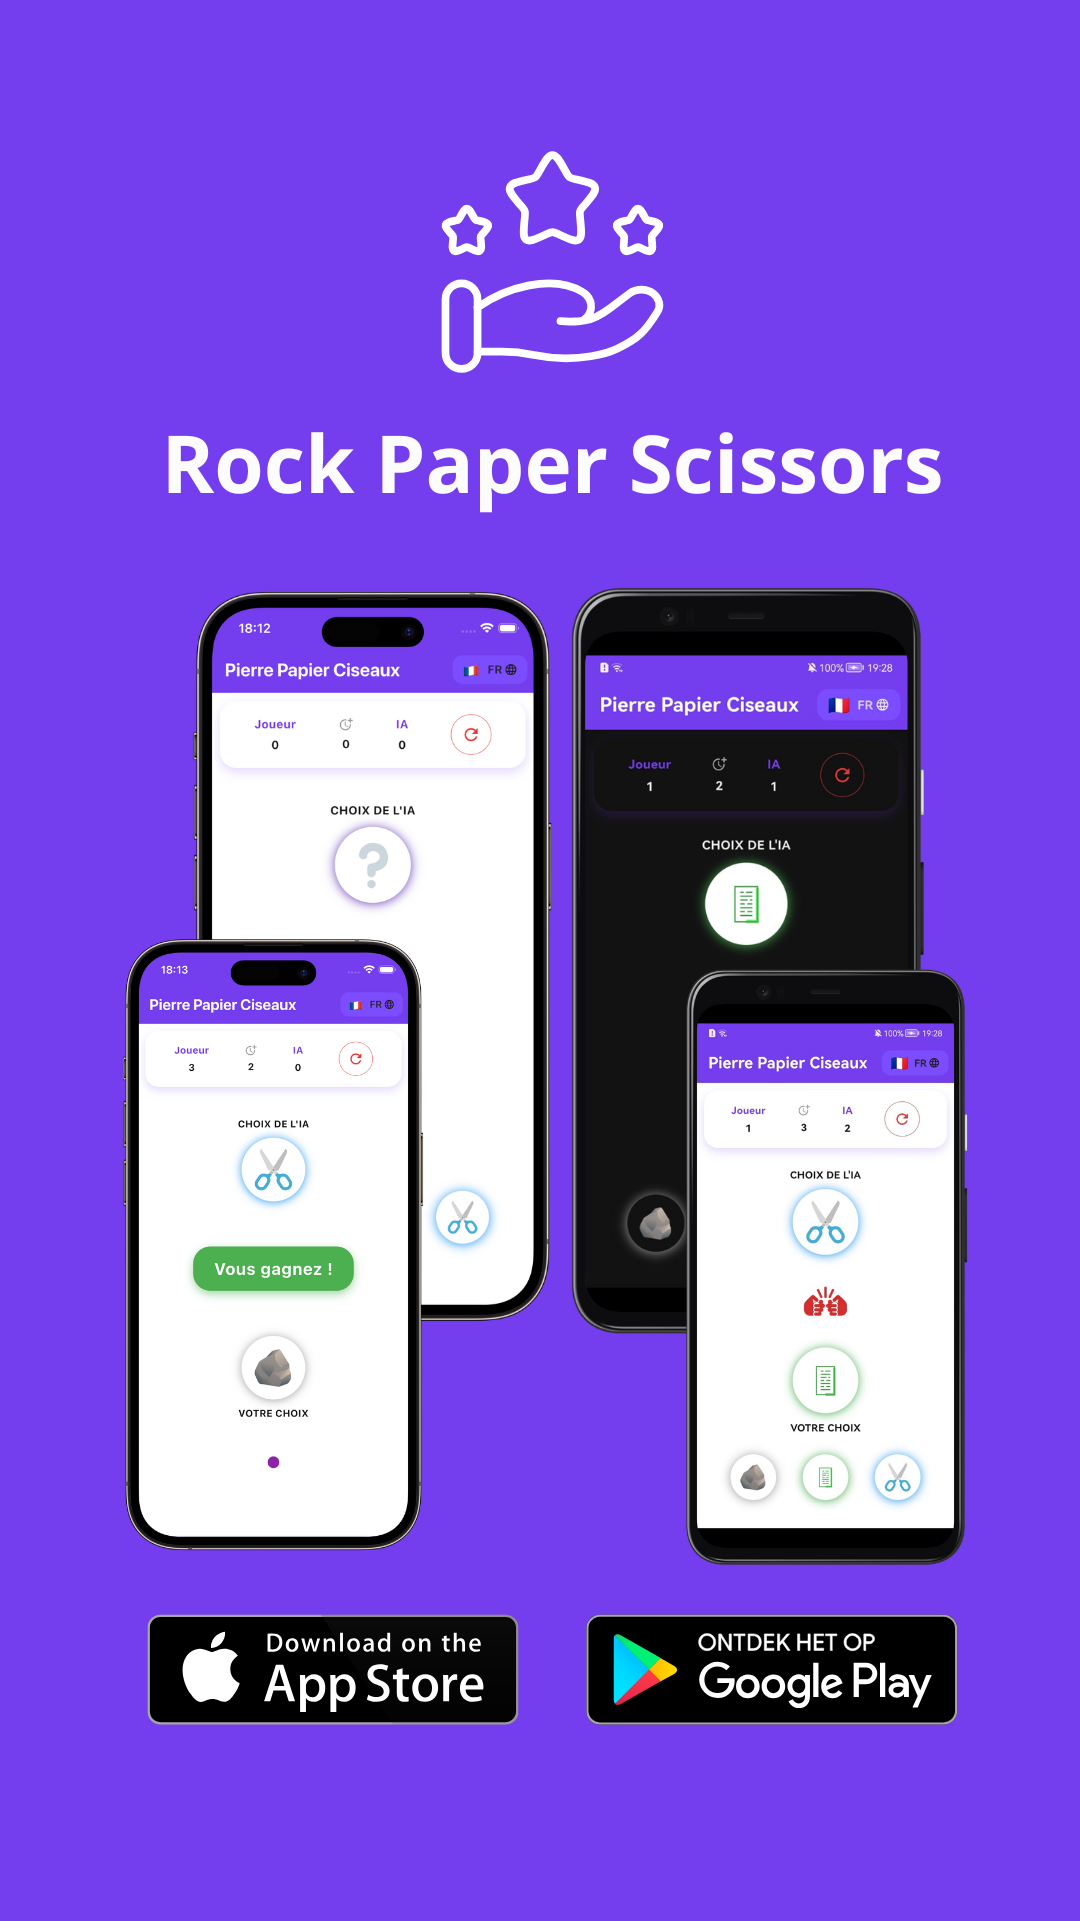 Rock Paper Scissors
18:12
Pierre Papier Ciseaux
FR
Joueur
IA
0
0
0
CHOIX DE L'IA
100%
19:28
Pierre Papier Ciseaux
FR
Joueur
IA
1
2
1
CHOIX DE L'IA
18:13
Pierre Papier Ciseaux
FR
Joueur
IA
3
2
0
CHOIX DE L'IA
Vous gagnez !
VOTRE CHOIX
100%
19:28
Pierre Papier Ciseaux
FR
Joueur
IA
1
3
2
CHOIX DE L'IA
VOTRE CHOIX
Download on the
App Store
ONTDEK HET OP
Google Play